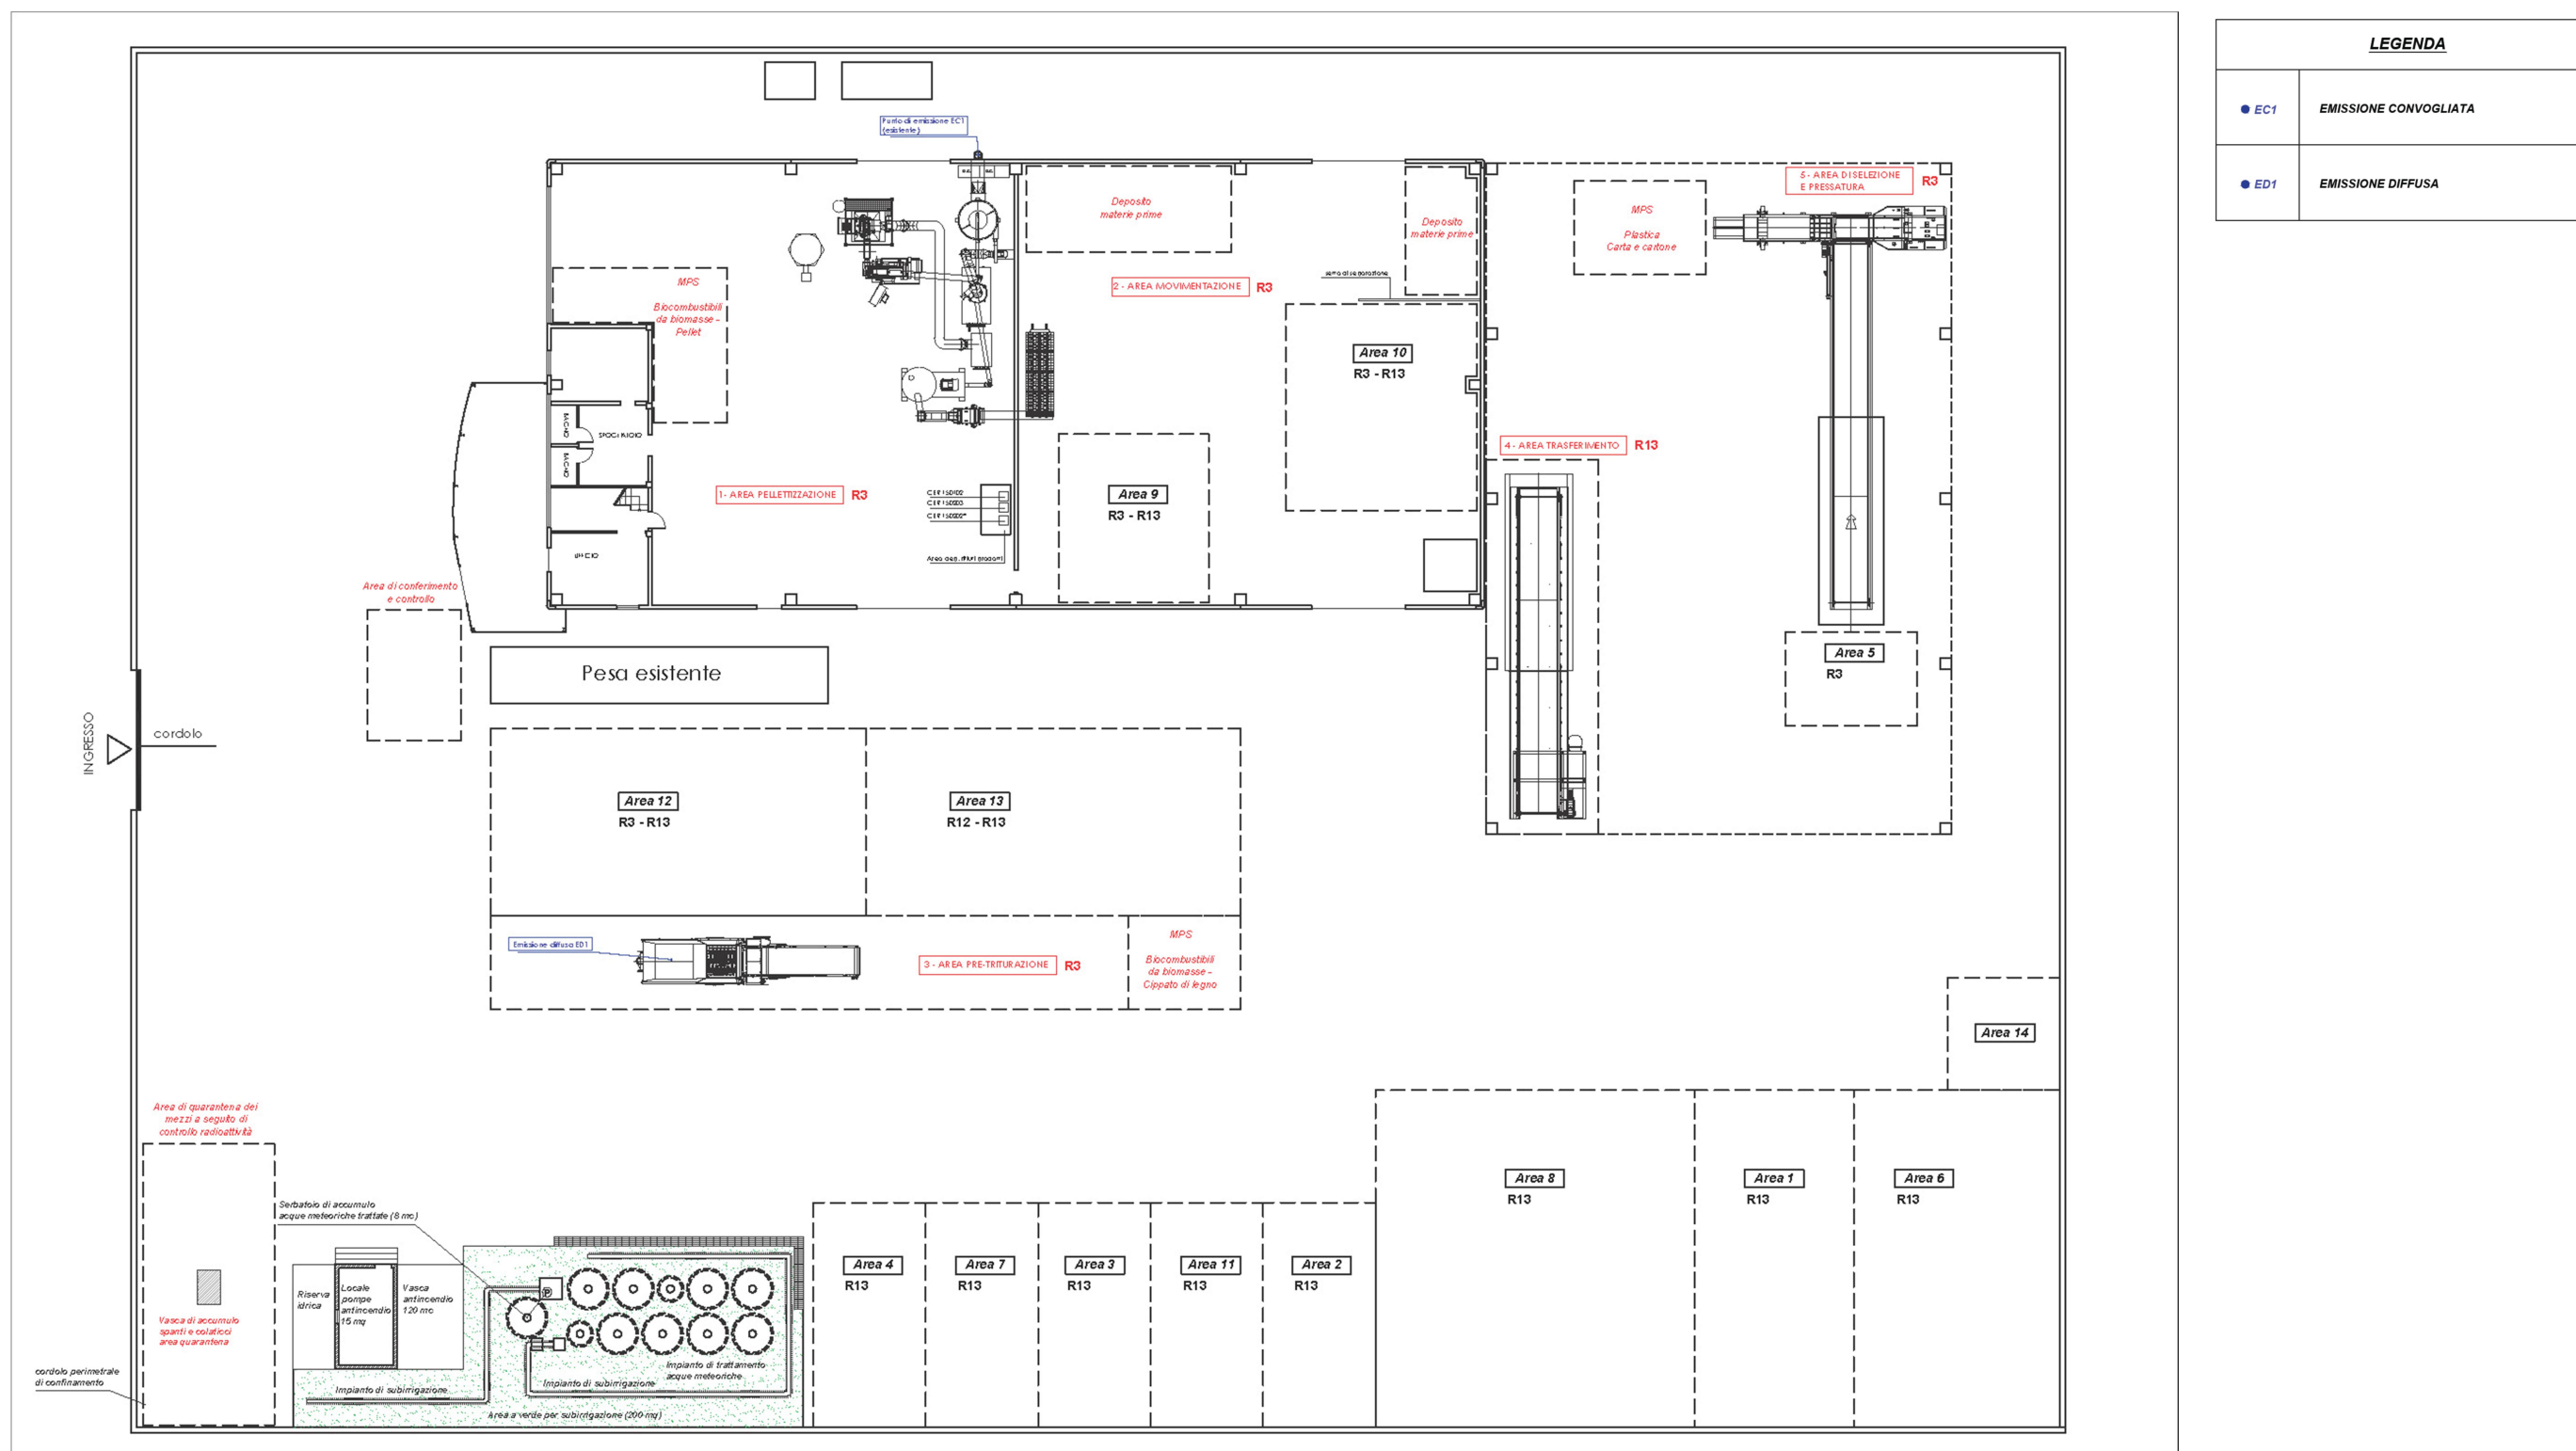 LEGENDA
EC1
EMISSIONE CONVOGLIATA
ED1
EMISSIONE DIFFUSA
Punto di emissione EC1
(esistente)
Deposito
materie prime
Deposito
materie prime
MPS
Plastica
Carta e cartone
5 - AREA DI SELEZIONE
E PRESSATURA
R3
MPS
Biocombustibili
da biomasse -
Pellet
2 - AREA MOVIMENTAZIONE
R3
Area 10
R3 - R13
BAGNO
BAGNO
SPOGLIATOIO
4 - AREA TRASFERIMENTO
R13
1- AREA PELLETTIZZAZIONE
R3
Area 9
R3 - R13
UFFICIO
Area di conferimento
e controllo
Pesa esistente
Area 5
R3
INGRESSO
cordolo
Area 12
R3 - R13
Area 13
R12 - R13
Emissione diffusa ED1
3 - AREA PRE-TRITURAZIONE
R3
MPS
Biocombustibili
da biomasse -
Cippato di legno
Area 14
Area di quarantena dei
mezzi a seguito di
controllo radioattività
Area 8
R13
Area 1
R13
Area 6
R13
Serbatoio di accumulo
acque meteoriche trattate (8 mc)
Area 4
R13
Area 7
R13
Area 3
R13
Area 11
R13
Area 2
R13
Riserva
idrica
Locale
pompe
antincendio
15 mq
Vasca
antincendio
120 mc
P
Vasca di accumulo
spanti e colaticci
area quarantena
cordolo perimetrale
di confinamento
Impianto di trattamento
acque meteoriche
Impianto di subirrigazione
Impianto di subirrigazione
Area a verde per subirrigazione (200 mq)